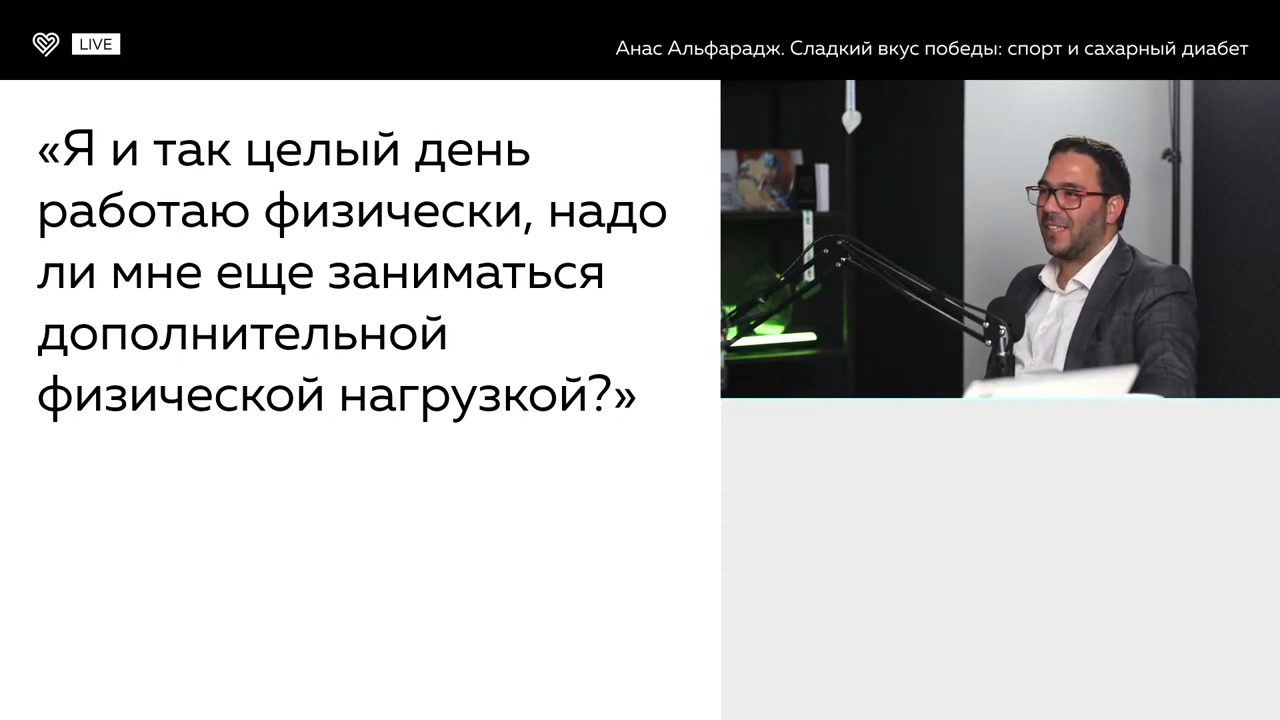 LIVE
Анас Альфарадж. Сладкий вкус победы: спорт и сахарный диабет
«Я и так целый день
работаю физически, надо
ли мне еще заниматься
дополнительной
физической нагрузкой?»